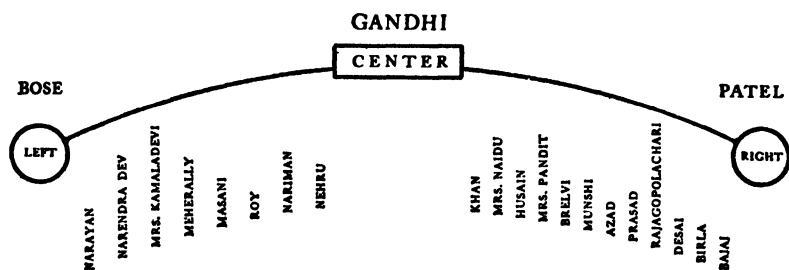 GANDHI
CENTER
BOSE
PATEL
LEFT
RIGHT
NARAYAN
NARENDRA DEV
MRS. KAMALADEVI
MEHERALLY
MASANI
ROY
NARIMAN
NEHRU
KHAN
MRS. NAIDU
HUSAIN
MRS. PANDIT
BRELVI
MUNSHI
AZAD
PRASAD
RAJAGOPOLACHARI
DESAI
BIRLA
BAJAJ